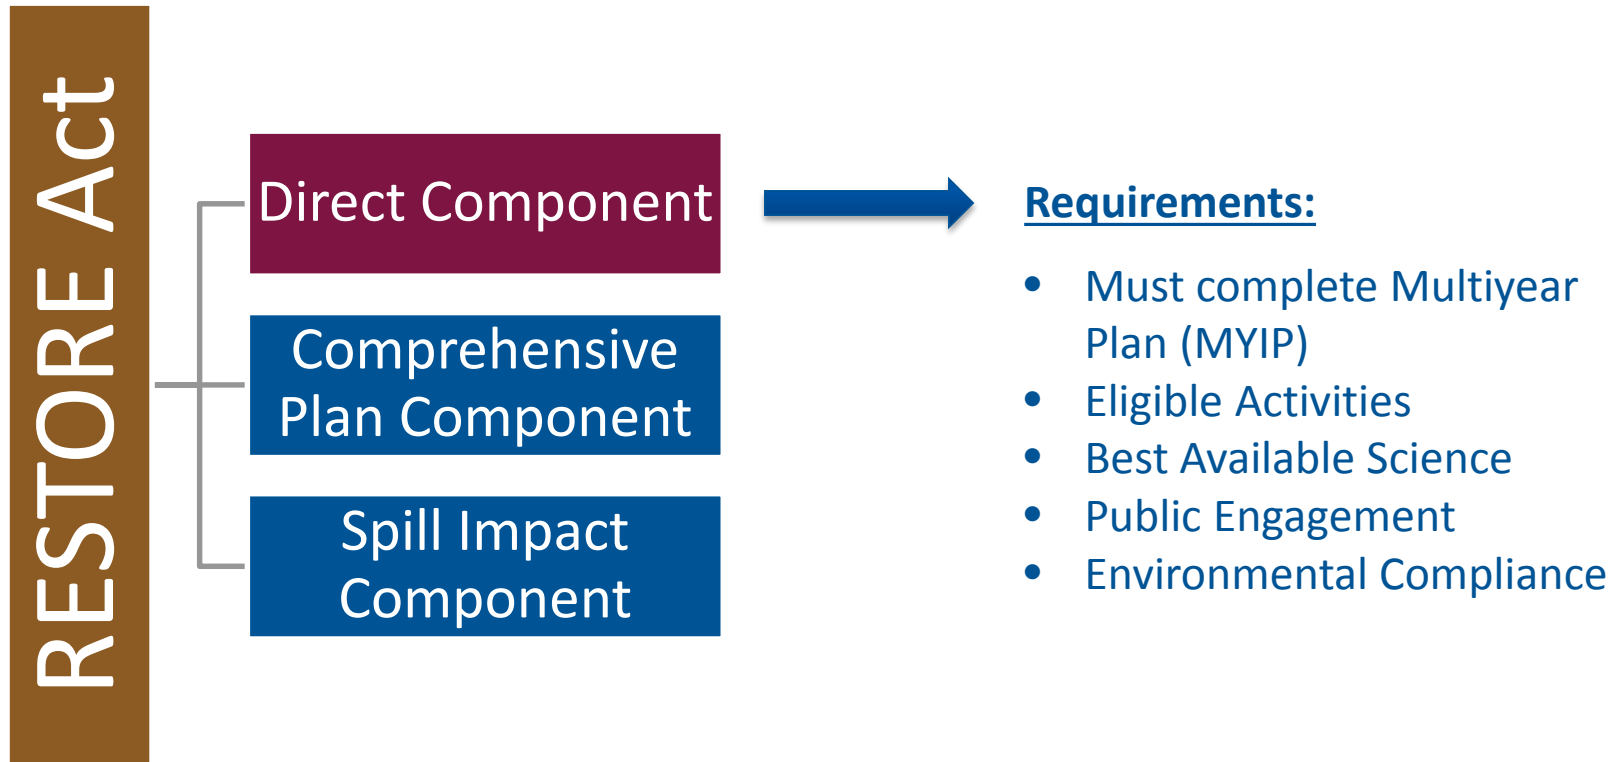 RESTORE Act
Direct Component
Comprehensive
Plan Component
Spill Impact
Component
Requirements:
• Must complete Multiyear
Plan (MYIP)
• Eligible Activities
• Best Available Science
• Public Engagement
• Environmental Compliance